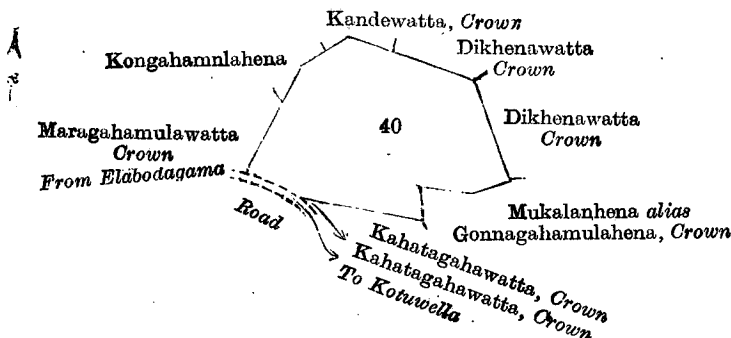 Kandewatta, Crown
Kongahamnlahena
Dikhenawatta
Crown
40
Dikhenawatta
Crown
Maragahamulawatta
Crown
From Elabodagama
Road
Mukalanhena alias
Gonnagahamulahena, Crown
Kahatagahawatta, Crown
Kahatagahawatta, Crown
To Kotuwella